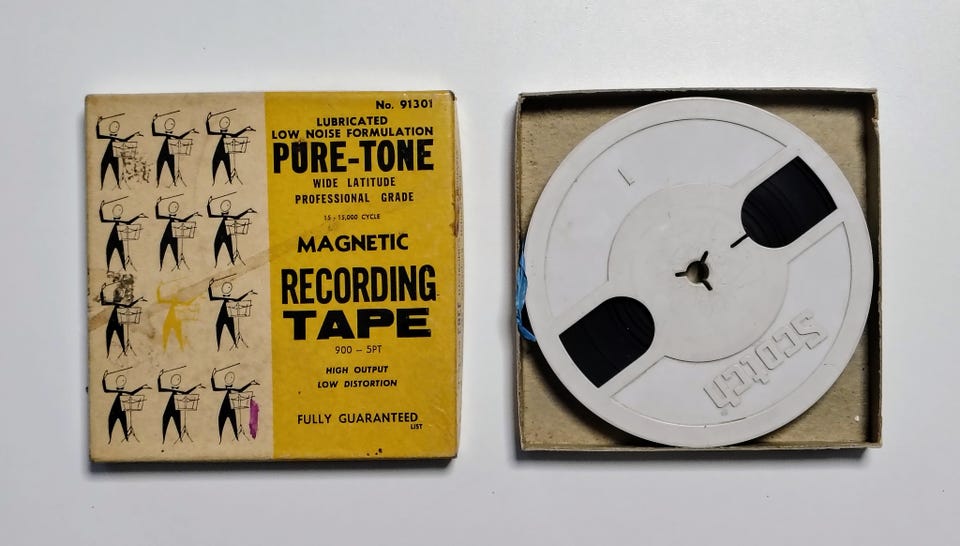 No. 91301
LUBRICATED
LOW NOISE FORMULATION
PURE-TONE
WIDE LATITUDE
PROFESSIONAL GRADE
15 - 15,000 CYCLE
MAGNETIC
RECORDING
TAPE
900 - 5PT
HIGH OUTPUT
LOW DISTORTION
FULLY GUARANTEED
LIST
1
Scotch